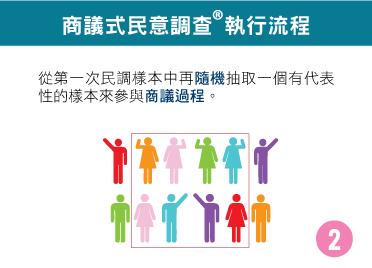 商議式民意調查®執行流程
從第一次民調樣本中再隨機抽取一個有代表
性的樣本來參與商議過程。
2